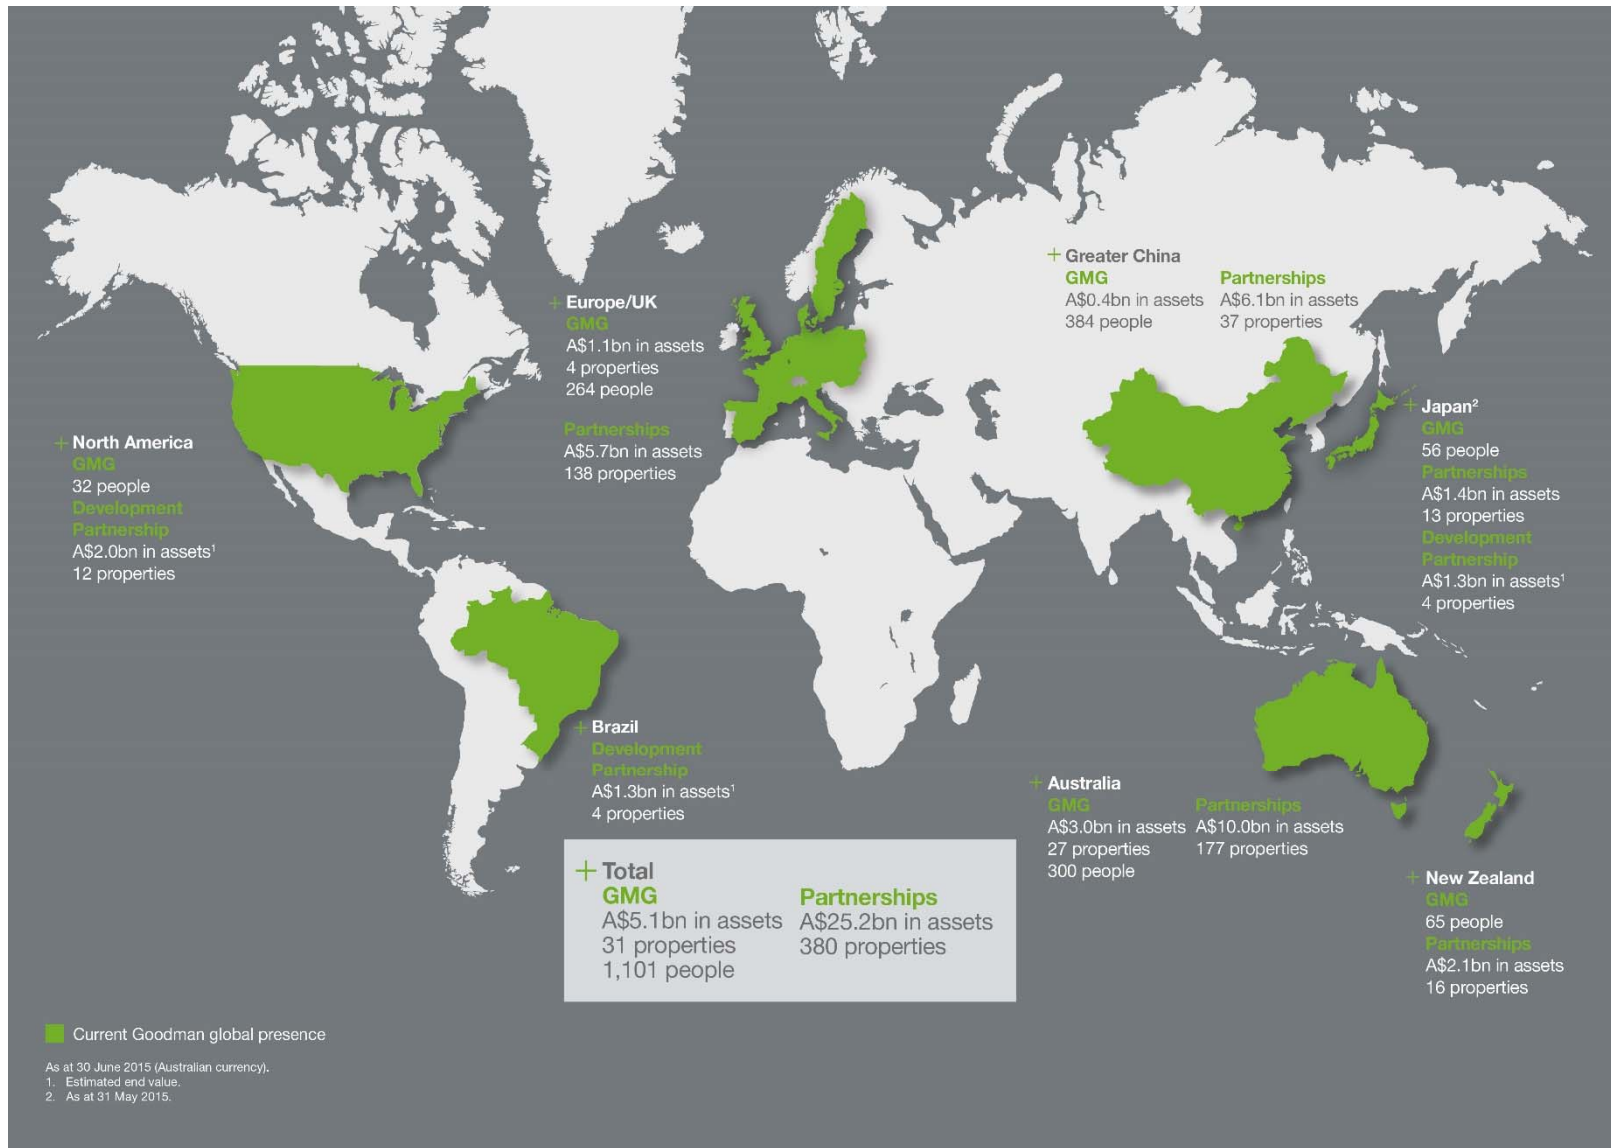 + Greater China
GMG
A$0.4bn in assets
384 people
Partnerships
A$6.1bn in assets
37 properties
+ Europe/UK
GMG
A$1.1bn in assets
4 properties
264 people
Partnerships
A$5.7bn in assets
138 properties
+ Japan²
GMG
56 people
Partnerships
A$1.4bn in assets
13 properties
Development
Partnership
A$1.3bn in assets¹
4 properties
+ North America
GMG
32 people
Development
Partnership
A$2.0bn in assets¹
12 properties
+ Brazil
Development
Partnership
A$1.3bn in assets¹
4 properties
+ Australia
GMG
A$3.0bn in assets
27 properties
300 people
Partnerships
A$10.0bn in assets
177 properties
+ Total
GMG
A$5.1bn in assets
31 properties
1,101 people
Partnerships
A$25.2bn in assets
380 properties
+ New Zealand
GMG
65 people
Partnerships
A$2.1bn in assets
16 properties
Current Goodman global presence
As at 30 June 2015 (Australian currency).
1. Estimated end value.
2. As at 31 May 2015.